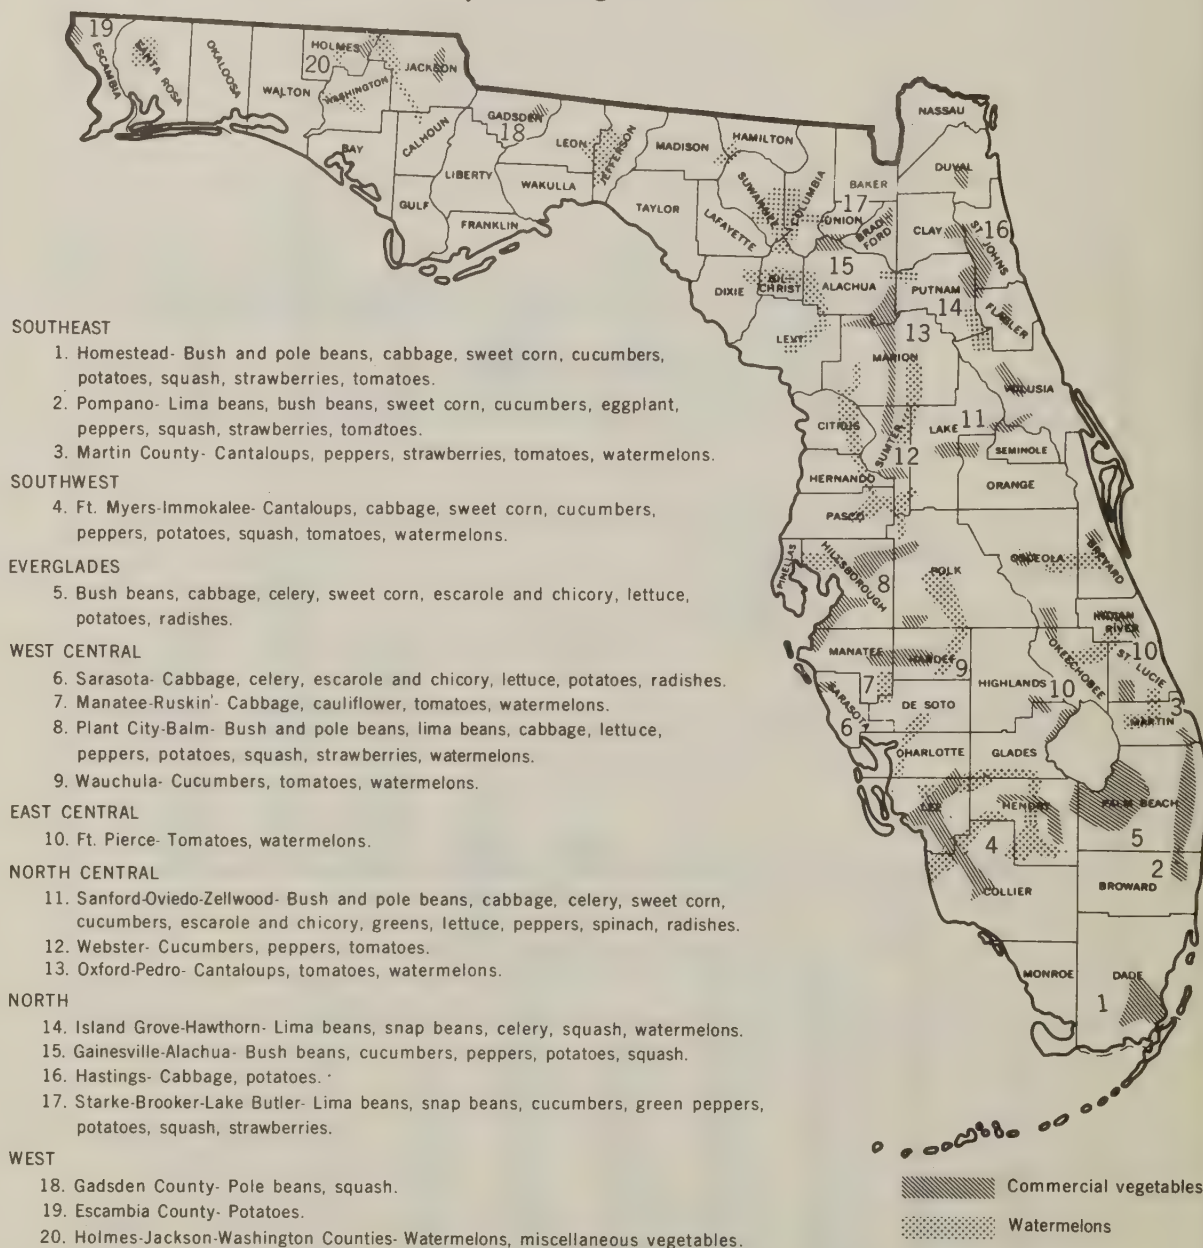 19
ESCAMBIA
SANTA ROSA
OKALOOSA
WALTON
HOLMES
20
WASHINGTON
JACKSON
BAY
CALHOUN
GULF
LIBERTY
GADSDEN
18
FRANKLIN
LEON
WAKULLA
JEFFERSON
MADISON
TAYLOR
HAMILTON
SUWANNEE
LAFAYETTE
COLUMBIA
DIXIE
GIL-
CHRIST
BAKER
17
UNION
BRAD
FORD
NASSAU
DUVAL
CLAY
ST. JOHNS
16
15
ALACHUA
PUTNAM
14
FLAGLER
LEVY
13
MARION
VOLUSIA
CITRUS
SUMTER
12
LAKE
11
SEMINOLE
HERNANDO
ORANGE
PASCO
PINELLAS
HILLSBOROUGH
8
POLK
OSCEOLA
BREVARD
INDIAN
RIVER
MANATEE
HARDEE
9
7
HIGHLANDS
OKEECHOBEE
10
ST. LUCIE
10
SARASOTA
6
DE SOTO
MARTIN
3
CHARLOTTE
GLADES
LEE
HENDRY
PALM BEACH
5
4
COLLIER
2
BROWARD
MONROE
DADE
1
SOUTHEAST
1. Homestead- Bush and pole beans, cabbage, sweet corn, cucumbers,
potatoes, squash, strawberries, tomatoes.
2. Pompano- Lima beans, bush beans, sweet corn, cucumbers, eggplant,
peppers, squash, strawberries, tomatoes.
3. Martin County- Cantaloups, peppers, strawberries, tomatoes, watermelons.
SOUTHWEST
4. Ft. Myers-Immokalee- Cantaloups, cabbage, sweet corn, cucumbers,
peppers, potatoes, squash, tomatoes, watermelons.
EVERGLADES
5. Bush beans, cabbage, celery, sweet corn, escarole and chicory, lettuce,
potatoes, radishes.
WEST CENTRAL
6. Sarasota- Cabbage, celery, escarole and chicory, lettuce, potatoes, radishes.
7. Manatee-Ruskin- Cabbage, cauliflower, tomatoes, watermelons.
8. Plant City-Balm- Bush and pole beans, lima beans, cabbage, lettuce,
peppers, potatoes, squash, strawberries, watermelons.
9. Wauchula- Cucumbers, tomatoes, watermelons.
EAST CENTRAL
10. Ft. Pierce- Tomatoes, watermelons.
NORTH CENTRAL
11. Sanford-Oviedo-Zellwood- Bush and pole beans, cabbage, celery, sweet corn,
cucumbers, escarole and chicory, greens, lettuce, peppers, spinach, radishes.
12. Webster- Cucumbers, peppers, tomatoes.
13. Oxford-Pedro- Cantaloups, tomatoes, watermelons.
NORTH
14. Island Grove-Hawthorn- Lima beans, snap beans, celery, squash, watermelons.
15. Gainesville-Alachua- Bush beans, cucumbers, peppers, potatoes, squash.
16. Hastings- Cabbage, potatoes.
17. Starke-Brooker-Lake Butler- Lima beans, snap beans, cucumbers, green peppers,
potatoes, squash, strawberries.
WEST
18. Gadsden County- Pole beans, squash.
19. Escambia County- Potatoes.
20. Holmes-Jackson-Washington Counties- Watermelons, miscellaneous vegetables.
Commercial vegetables
Watermelons